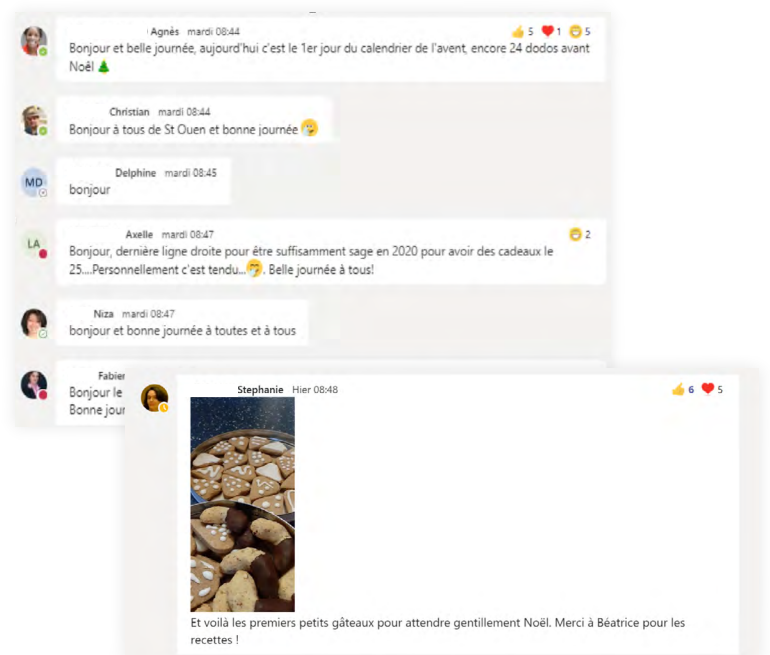 Agnès mardi 08:44
5 1 5
Bonjour et belle journée, aujourd'hui c'est le 1er jour du calendrier de l'avent, encore 24 dodos avant
Noêl
Christian mardi 08:44
Bonjour à tous de St Ouen et bonne journée
MD
Delphine mardi 08:45
bonjour
LA
Axelle mardi 08:47
2
Bonjour, dernière ligne droite pour être suffisamment sage en 2020 pour avoir des cadeaux le
25....Personnellement c'est tendu.... Belle journée à tous!
Niza mardi 08:47
bonjour et bonne journée à toutes et à tous
Fabien
Bonjour le
Bonne jour
Stephanie Hier 08:48
6 5
Et voilà les premiers petits gâteaux pour attendre gentillement Noël. Merci à Béatrice pour les
recettes !